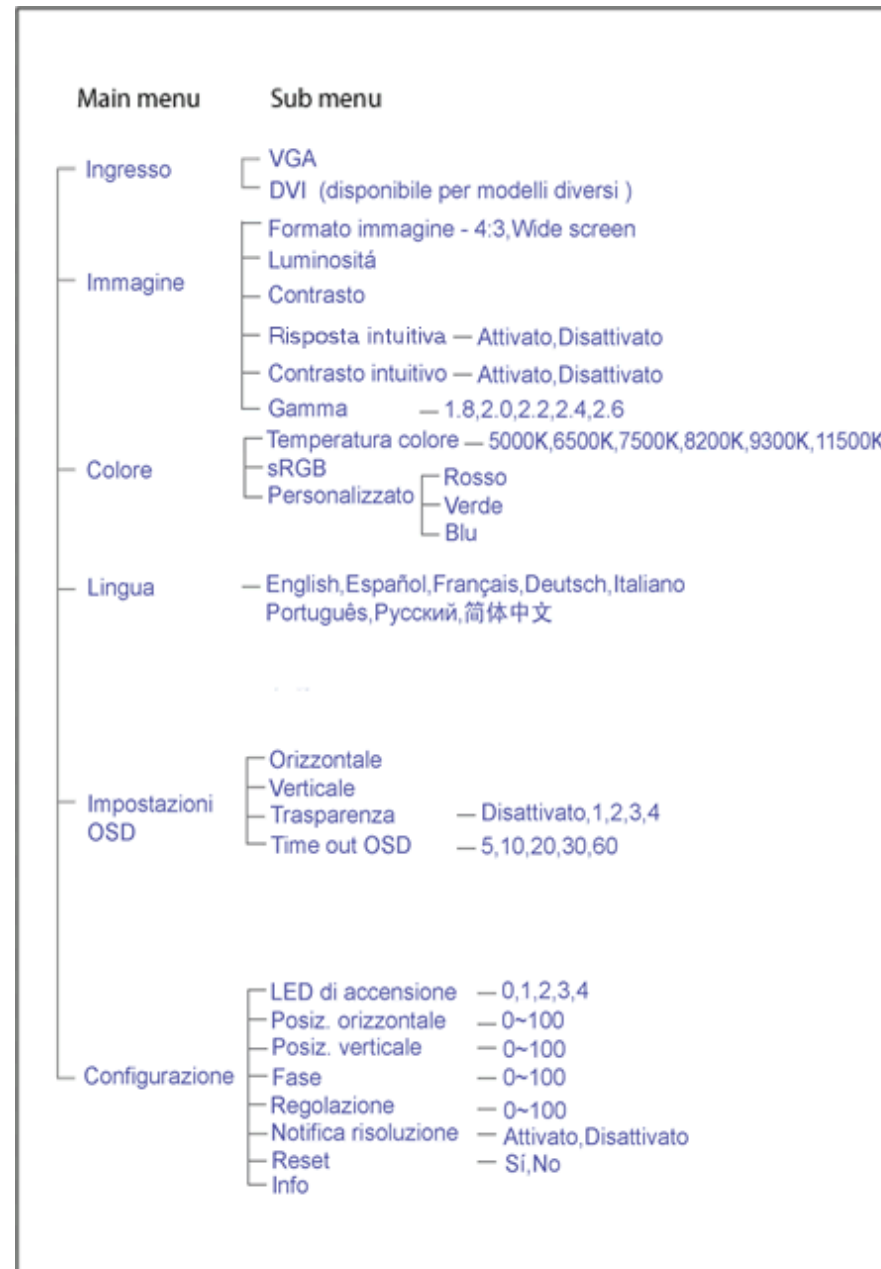 Main menu Sub menu
Ingresso
VGA
DVI (disponibile per modelli diversi )
Immagine
Formato immagine - 4:3,Wide screen
Luminositá
Contrasto
Risposta intuitiva — Attivato,Disattivato
Contrasto intuitivo — Attivato,Disattivato
Gamma — 1.8,2.0,2.2,2.4,2.6
Colore
Temperatura colore — 5000K,6500K,7500K,8200K,9300K,11500K
sRGB
Personalizzato
Rosso
Verde
Blu
Lingua
— English,Español,Français,Deutsch,Italiano
Português,Русский,简体中文
Impostazioni
OSD
Orizzontale
Verticale
Trasparenza — Disattivato,1,2,3,4
Time out OSD — 5,10,20,30,60
Configurazione
LED di accensione — 0,1,2,3,4
Posiz. orizzontale — 0~100
Posiz. verticale — 0~100
Fase — 0~100
Regolazione — 0~100
Notifica risoluzione — Attivato,Disattivato
Reset — Sí,No
Info